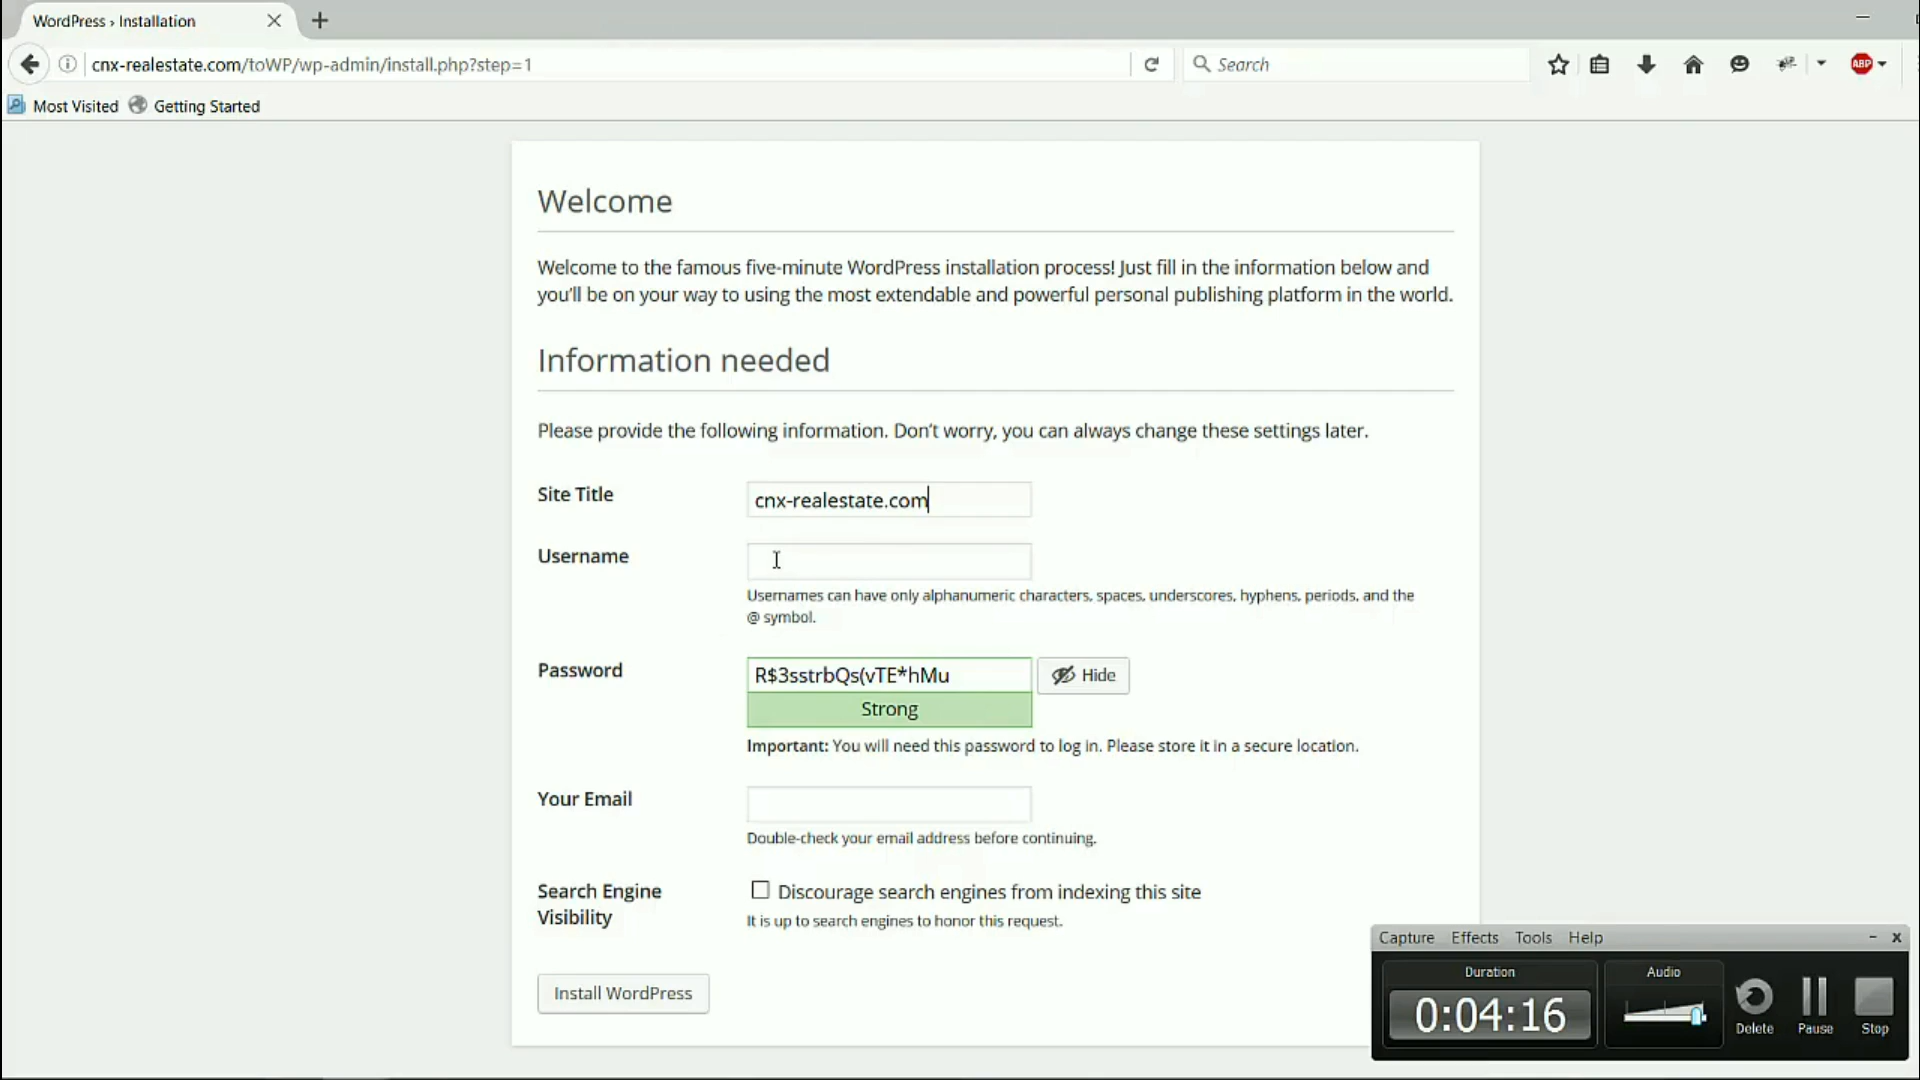 WordPress › Installation
cnx-realestate.com/toWP/wp-admin/install.php?step=1
Search
ABP
Most Visited
Getting Started
Welcome
Welcome to the famous five-minute WordPress installation process! Just fill in the information below and
you'll be on your way to using the most extendable and powerful personal publishing platform in the world.
Information needed
Please provide the following information. Don't worry, you can always change these settings later.
Site Title
cnx-realestate.com
Username
Usernames can have only alphanumeric characters, spaces, underscores, hyphens, periods, and the
@ symbol.
Password
R$3sstrbQs(vTE*hMu
Hide
Strong
Important: You will need this password to log in. Please store it in a secure location.
Your Email
Double-check your email address before continuing.
Search Engine
Visibility
Discourage search engines from indexing this site
It is up to search engines to honor this request.
Install WordPress
Capture Effects Tools Help
Duration
Audio
0:04:16
Delete
Pause
Stop